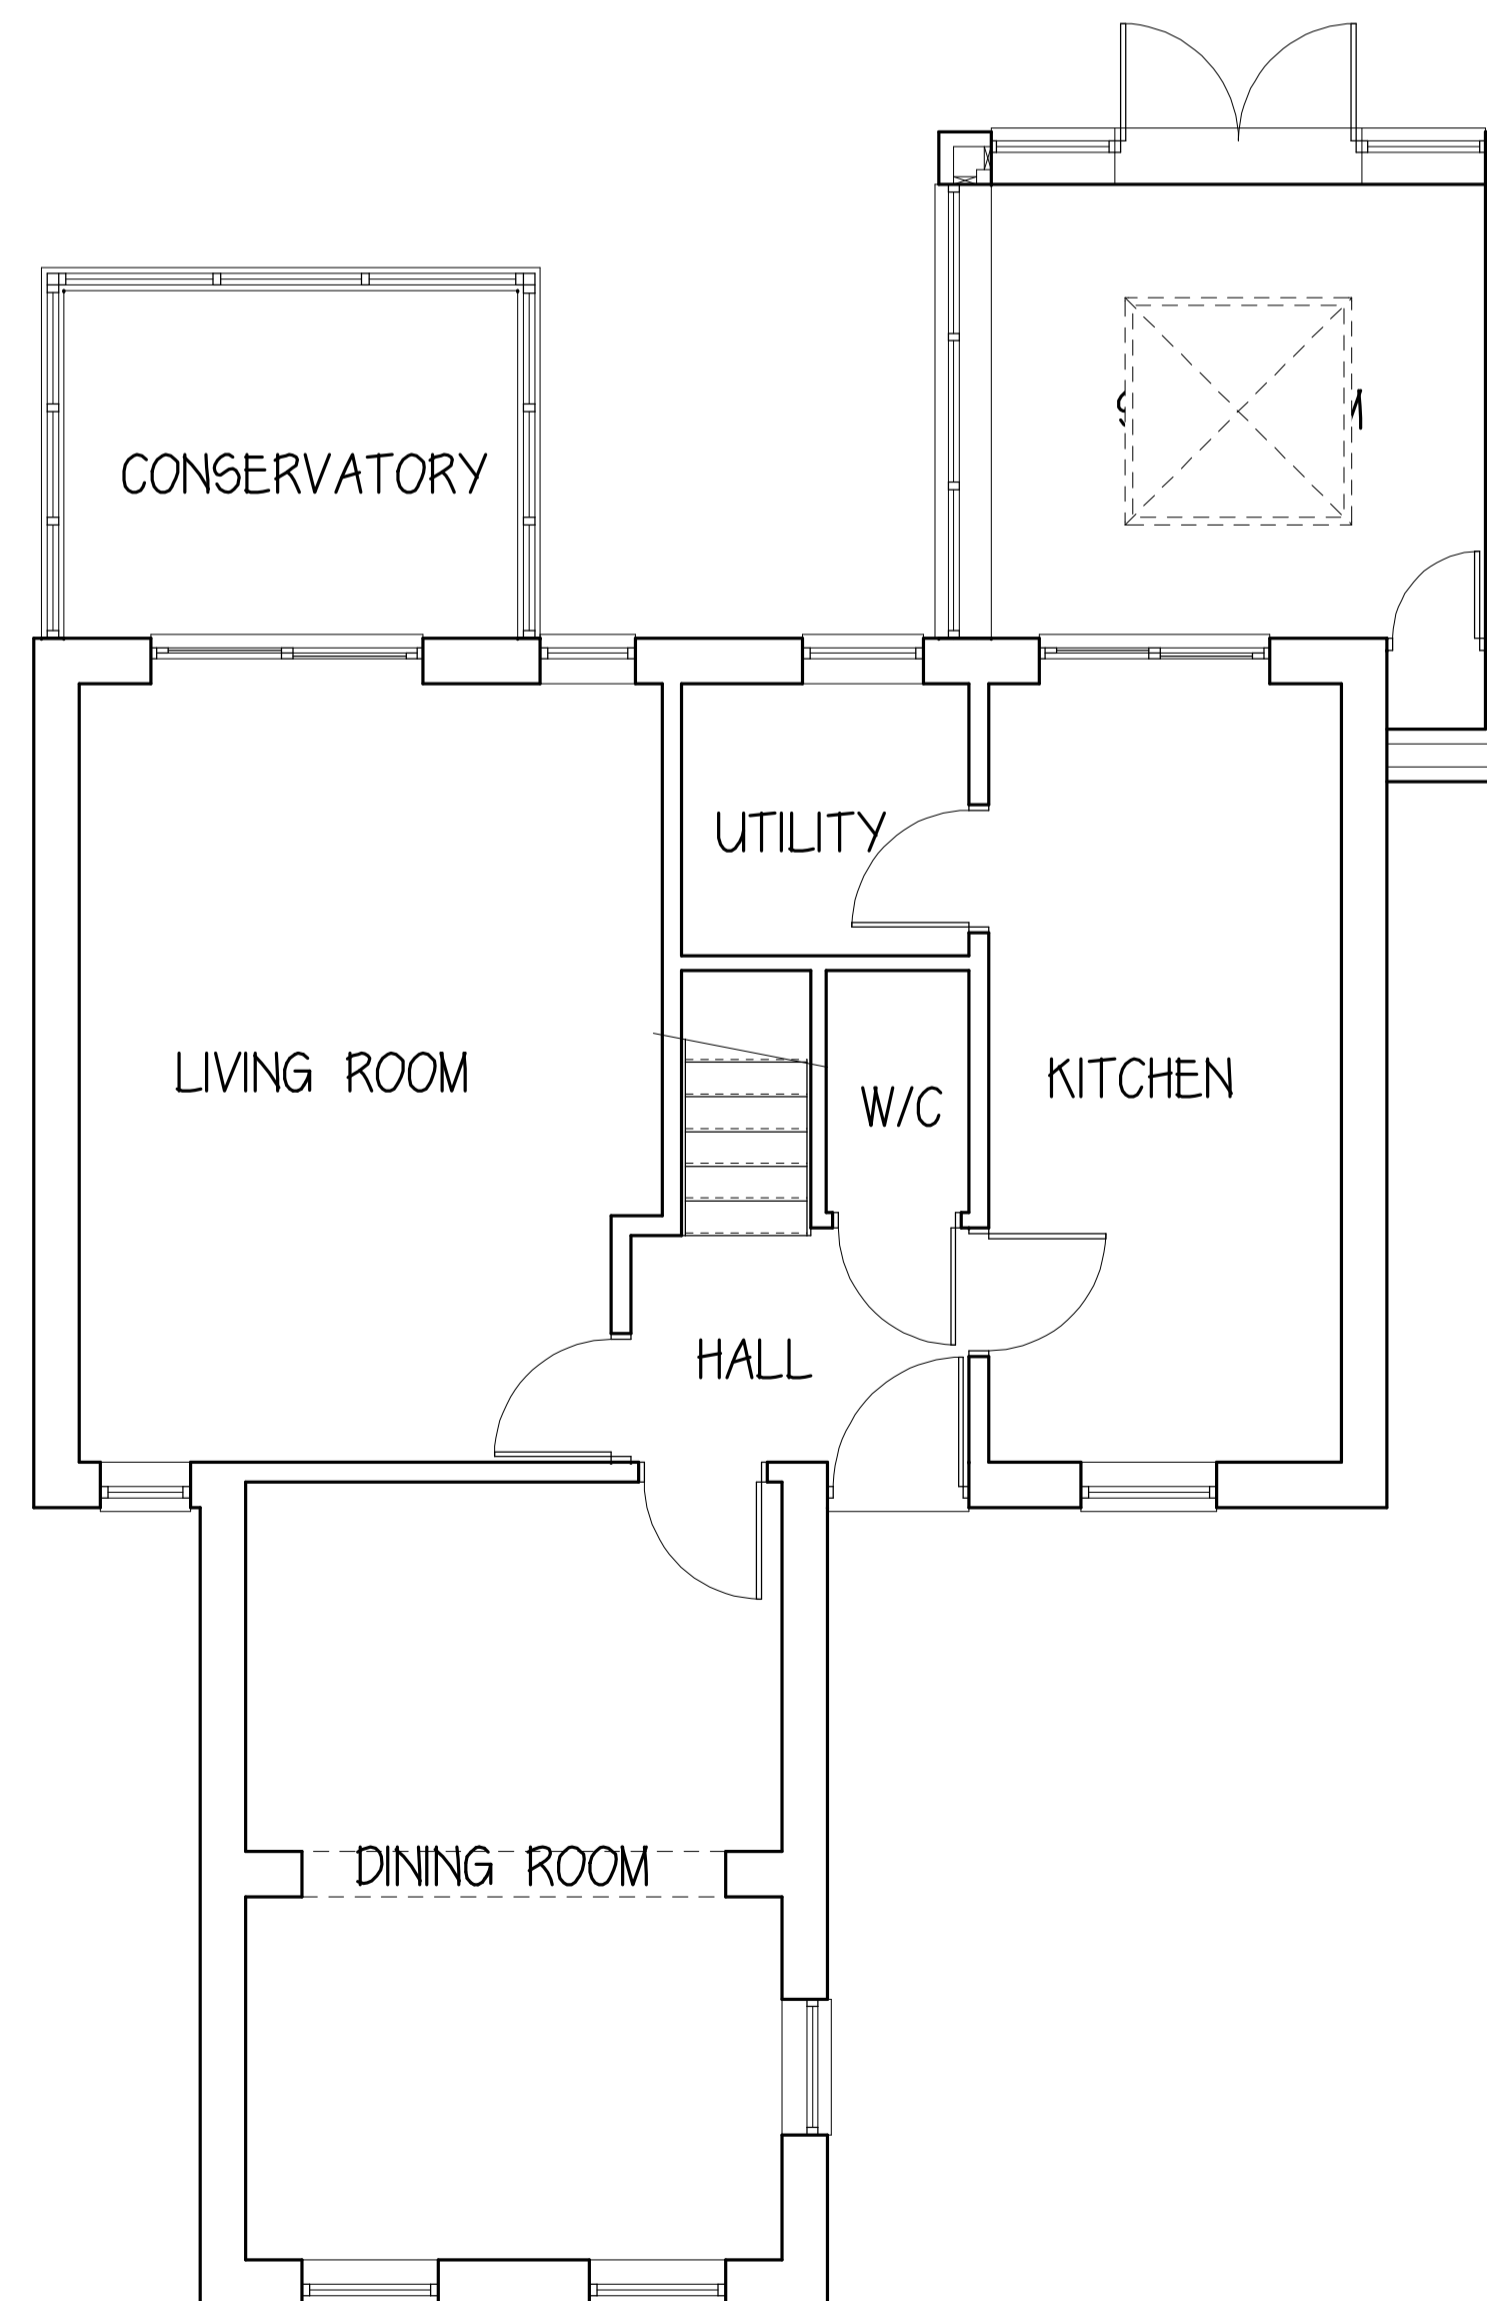 CONSERVATORY
UTILITY
LIVING ROOM
KITCHEN
W/C
HALL
DINING ROOM